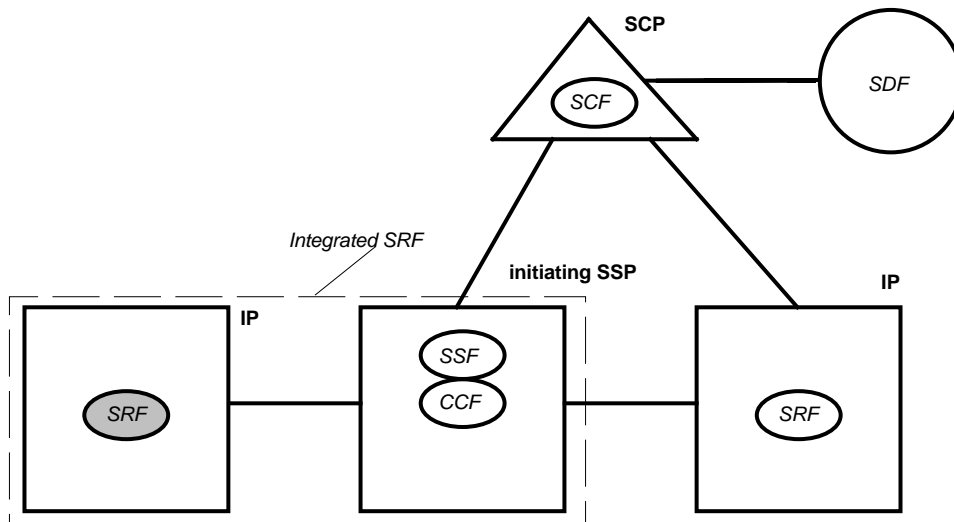 SCP
SCF
SDF
Integrated SRF
initiating SSP
IP
IP
SSF
CCF
SRF
SRF